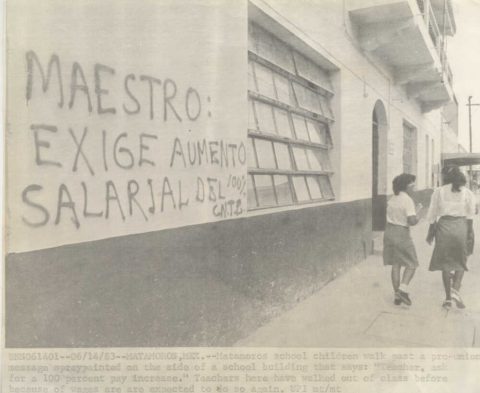 MAESTRO:
EXIGE AUMENTO
SALARIAL DEL 100%
C.N.T.E.
BSN061401--06/14/83--MATAMOROS,MEX.--Matamoros school children walk past a pro-union
message spraypainted on the side of a school building that says: "Teacher, ask
for a 100 percent pay increase." Teachers here have walked out of class before
because of wages are are expected to do so again. UPI mc/mt